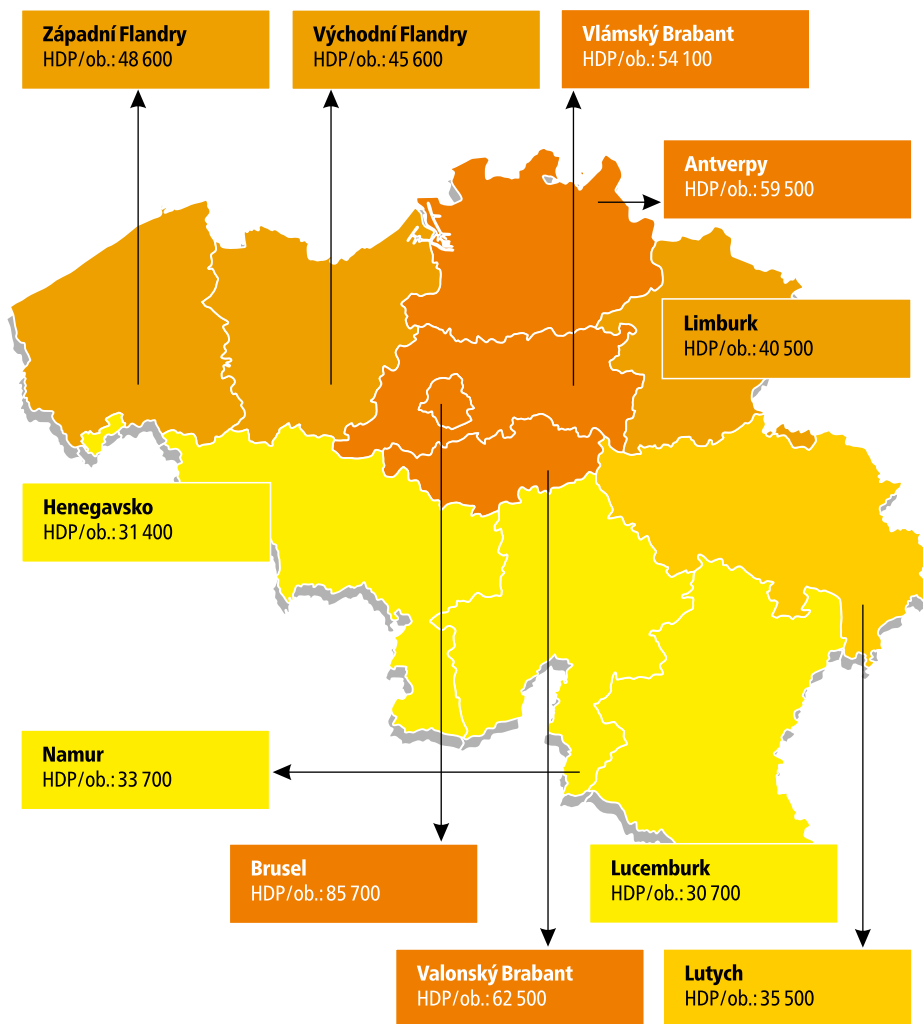 Západní Flandry
HDP/ob.: 48 600
Východní Flandry
HDP/ob.: 45 600
Vlámský Brabant
HDP/ob.: 54 100
Antverpy
HDP/ob.: 59 500
Limburk
HDP/ob.: 40 500
Henegavsko
HDP/ob.: 31 400
Namur
HDP/ob.: 33 700
Brusel
HDP/ob.: 85 700
Lucemburk
HDP/ob.: 30 700
Valonský Brabant
HDP/ob.: 62 500
Lutych
HDP/ob.: 35 500